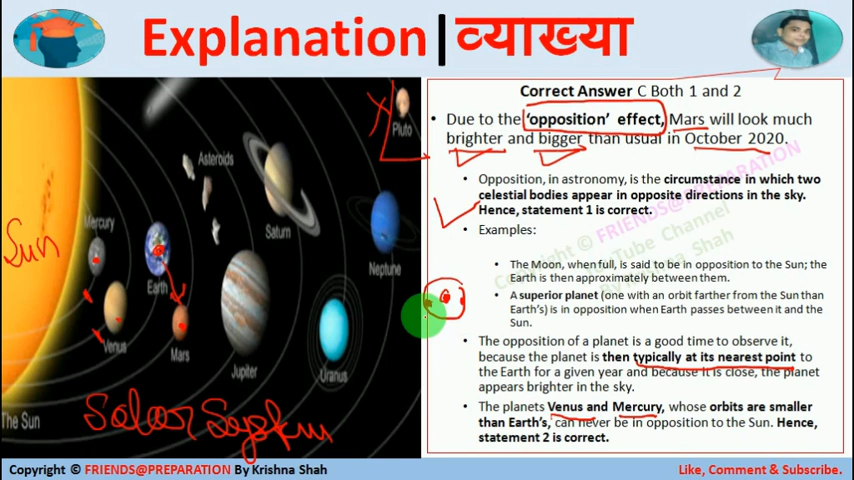 Explanation|व्याख्या
Correct Answer C Both 1 and 2
• Due to the 'opposition' effect, Mars will look much
brighter and bigger than usual in October 2020.
• Opposition, in astronomy, is the circumstance in which two
celestial bodies appear in opposite directions in the sky.
Hence, statement 1 is correct.
• Examples:
• The Moon, when full, is said to be in opposition to the Sun; the
Earth is then approximately between them.
• A superior planet (one with an orbit farther from the Sun than
Earth's) is in opposition when Earth passes between it and the
Sun.
• The opposition of a planet is a good time to observe it,
because the planet is then typically at its nearest point to
the Earth for a given year and because it is close, the planet
appears brighter in the sky.
• The planets Venus and Mercury, whose orbits are smaller
than Earth's, can never be in opposition to the Sun. Hence,
statement 2 is correct.
Copyright © FRIENDS@PREPARATION
YouTube Channel
By Krishna Shah
Pluto
Asteroids
Mercury
Saturn
Sun
Earth
Neptune
Venus
Mars
Jupiter
Uranus
The Sun
Solar System
Copyright © FRIENDS@PREPARATION By Krishna Shah
Like, Comment & Subscribe.